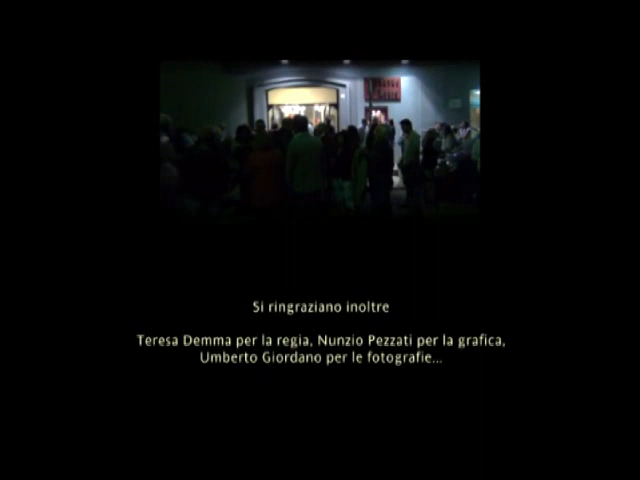 Si ringraziano inoltre
Teresa Demma per la regia, Nunzio Pezzati per la grafica,
Umberto Giordano per le fotografie...